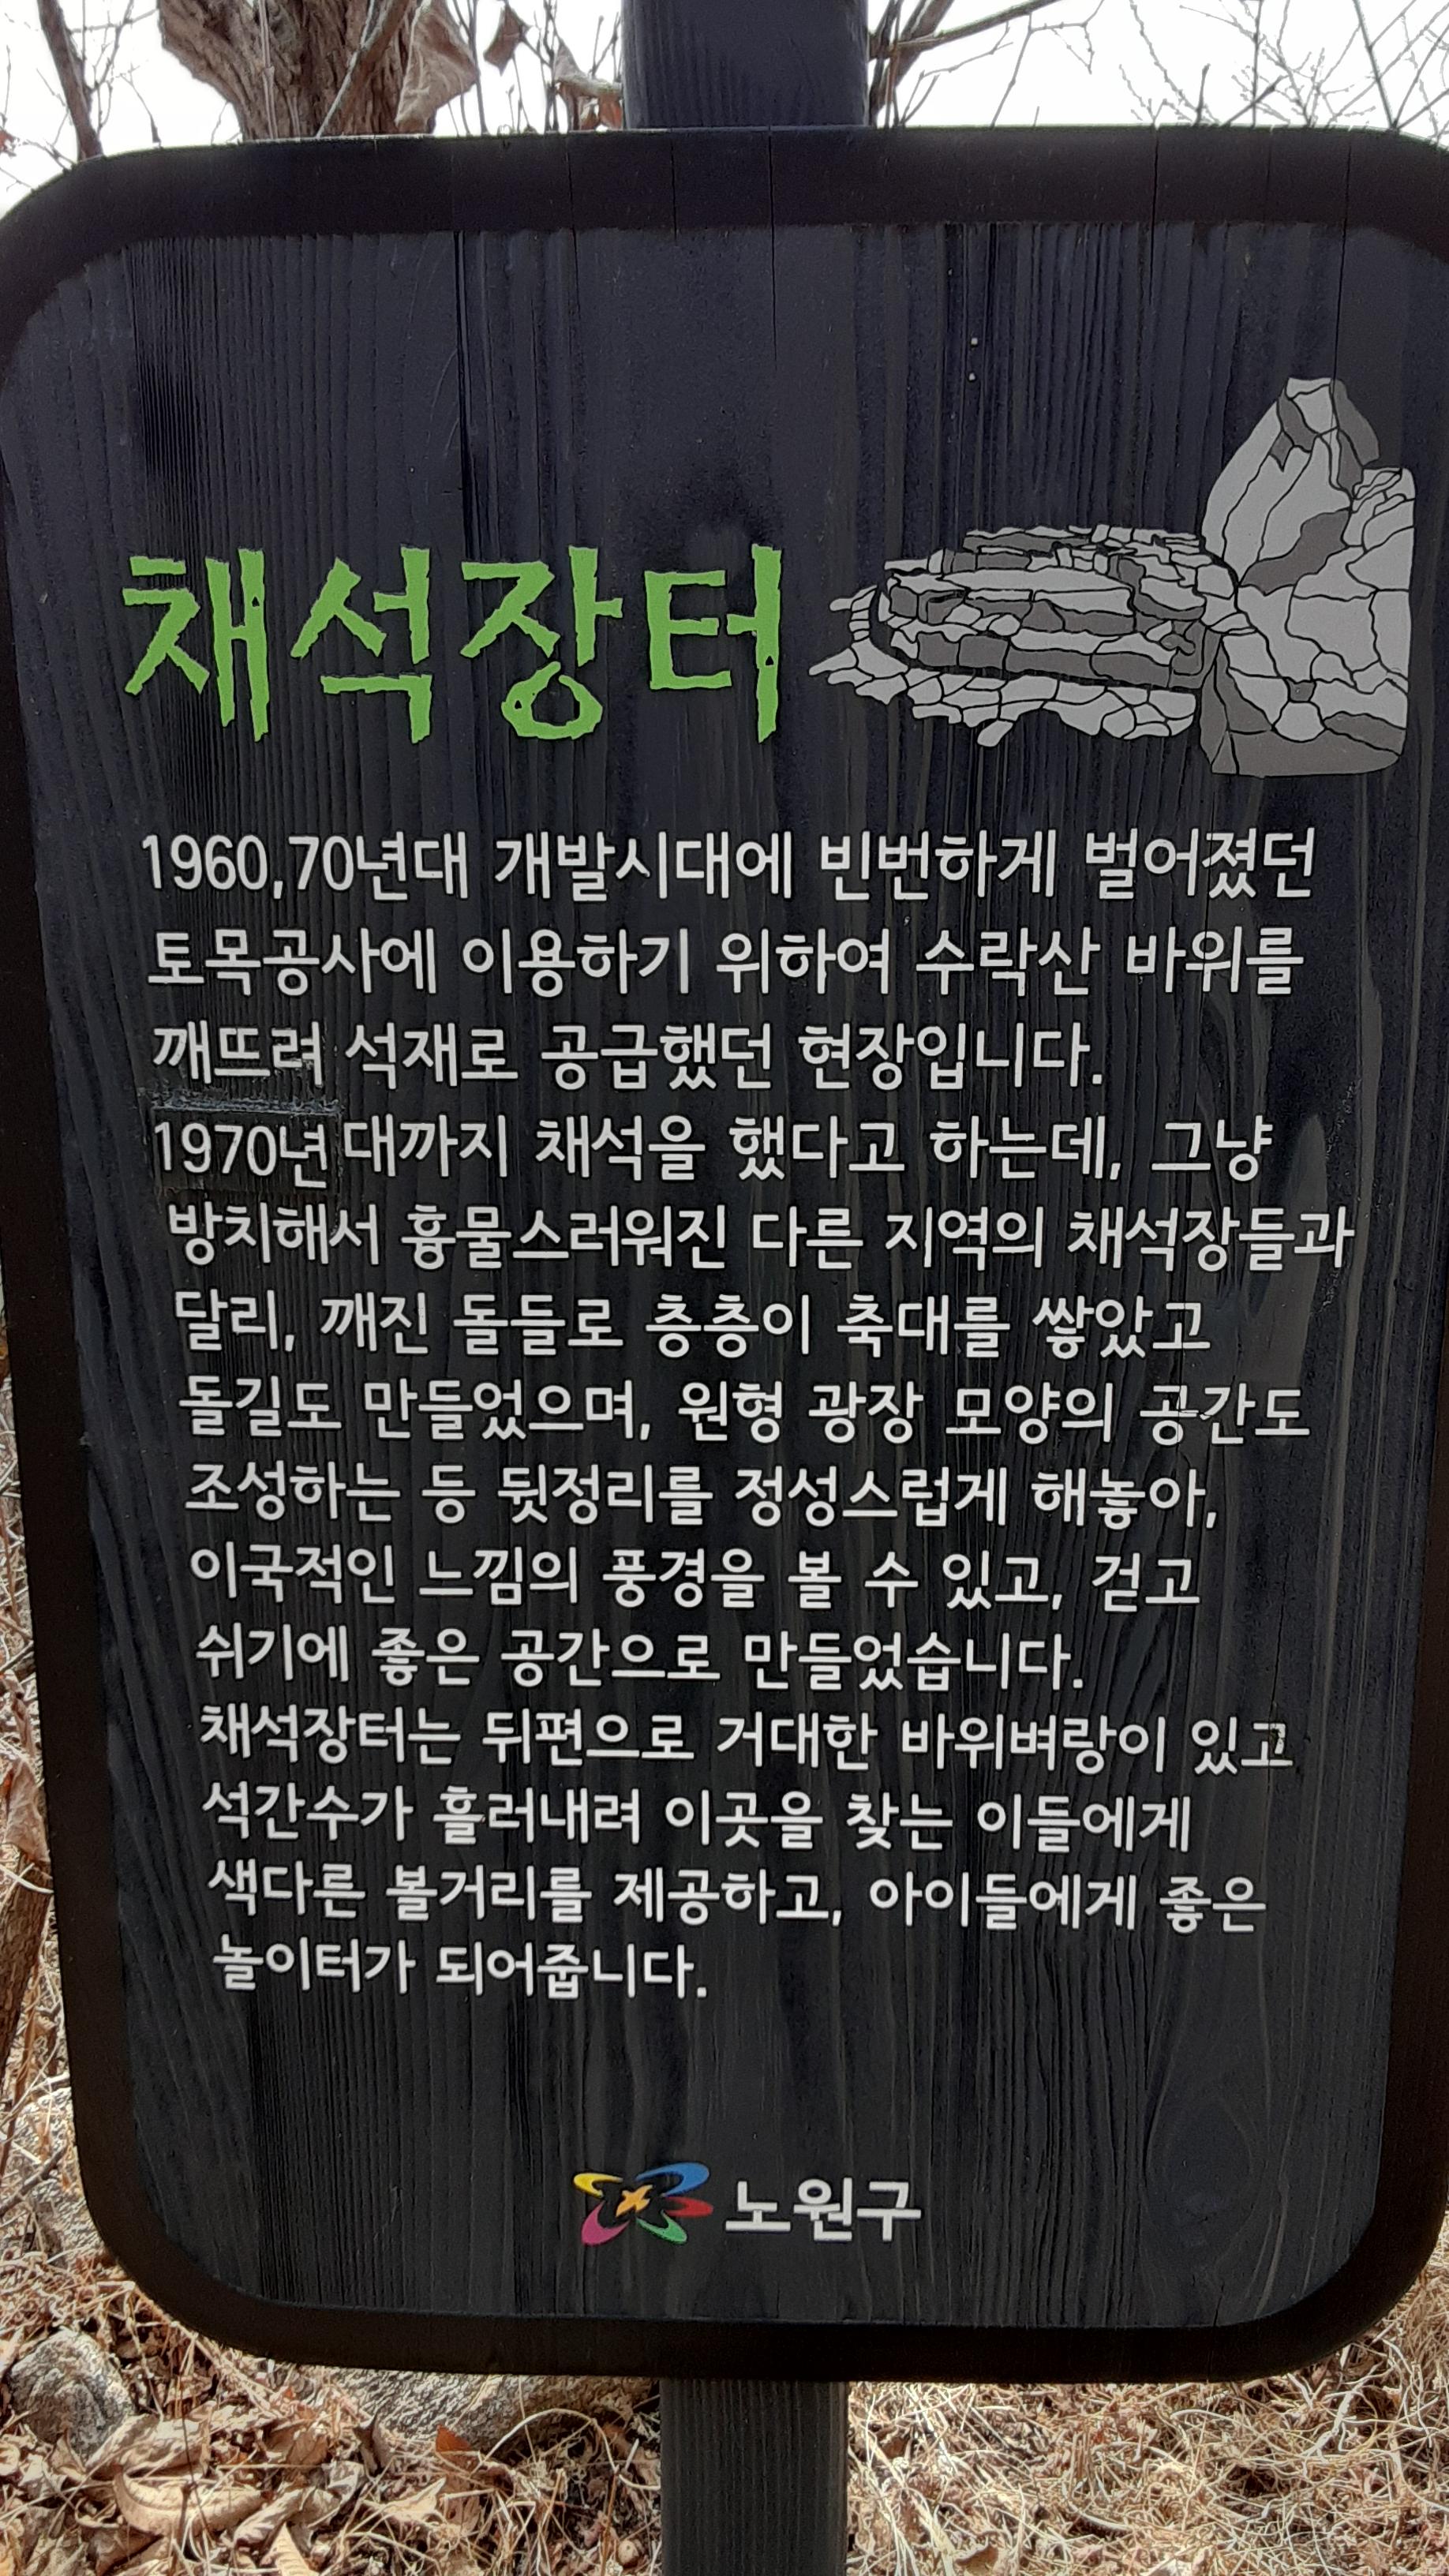 채석장터
1960,70년대 개발시대에 빈번하게 벌어졌던
토목공사에 이용하기 위하여 수락산 바위를
깨뜨려 석재로 공급했던 현장입니다.
1970년 대까지 채석을 했다고 하는데, 그냥
방치해서 흉물스러워진 다른 지역의 채석장들과
달리, 깨진 돌들로 층층이 축대를 쌓았고
돌길도 만들었으며, 원형 광장 모양의 공간도
조성하는 등 뒷정리를 정성스럽게 해놓아,
이국적인 느낌의 풍경을 볼 수 있고, 걷고
쉬기에 좋은 공간으로 만들었습니다.
채석장터는 뒤편으로 거대한 바위벼랑이 있고
석간수가 흘러내려 이곳을 찾는 이들에게
색다른 볼거리를 제공하고, 아이들에게 좋은
놀이터가 되어줍니다.
노원구